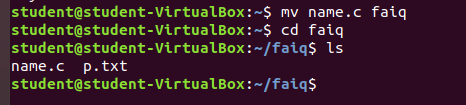 student@student-VirtualBox:~$ mv name.c faiq
student@student-VirtualBox:~$ cd faiq
student@student-VirtualBox:~/faiq$ ls
name.c  p.txt
student@student-VirtualBox:~/faiq$